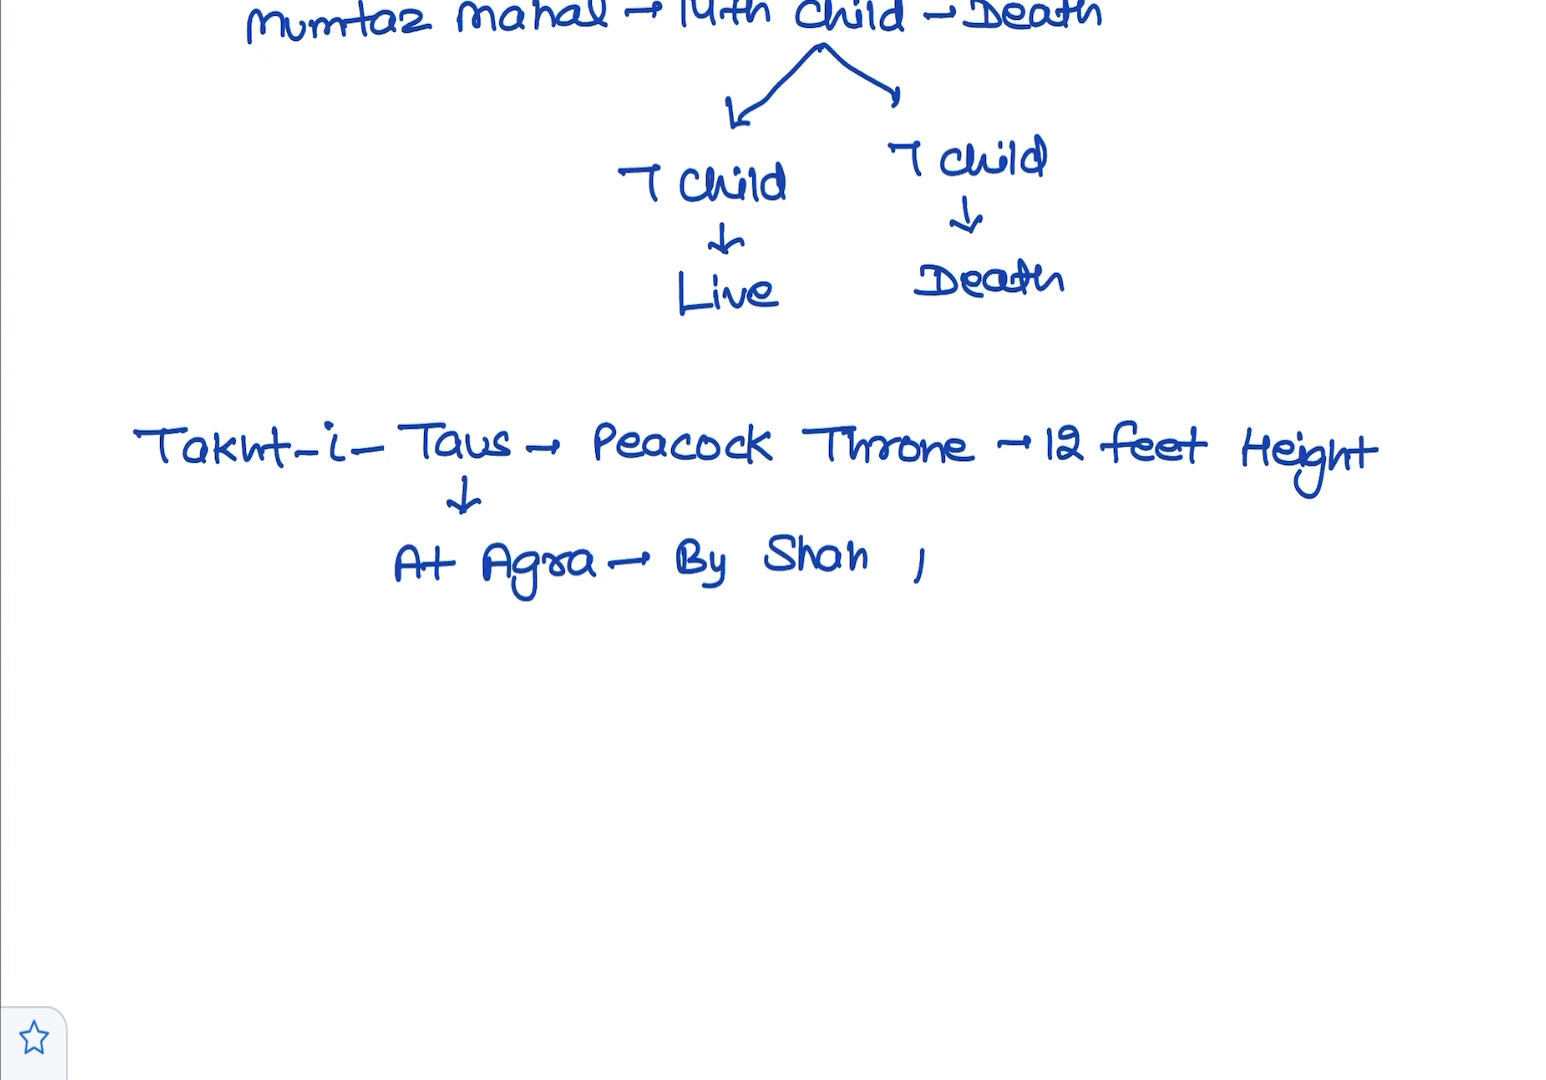 Mumtaz Mahal → 14th child → Death
7 child 7 child
↓ ↓
Live Death
Takht-i-Taus → Peacock Throne → 12 feet Height
↓
At Agra → By Shah